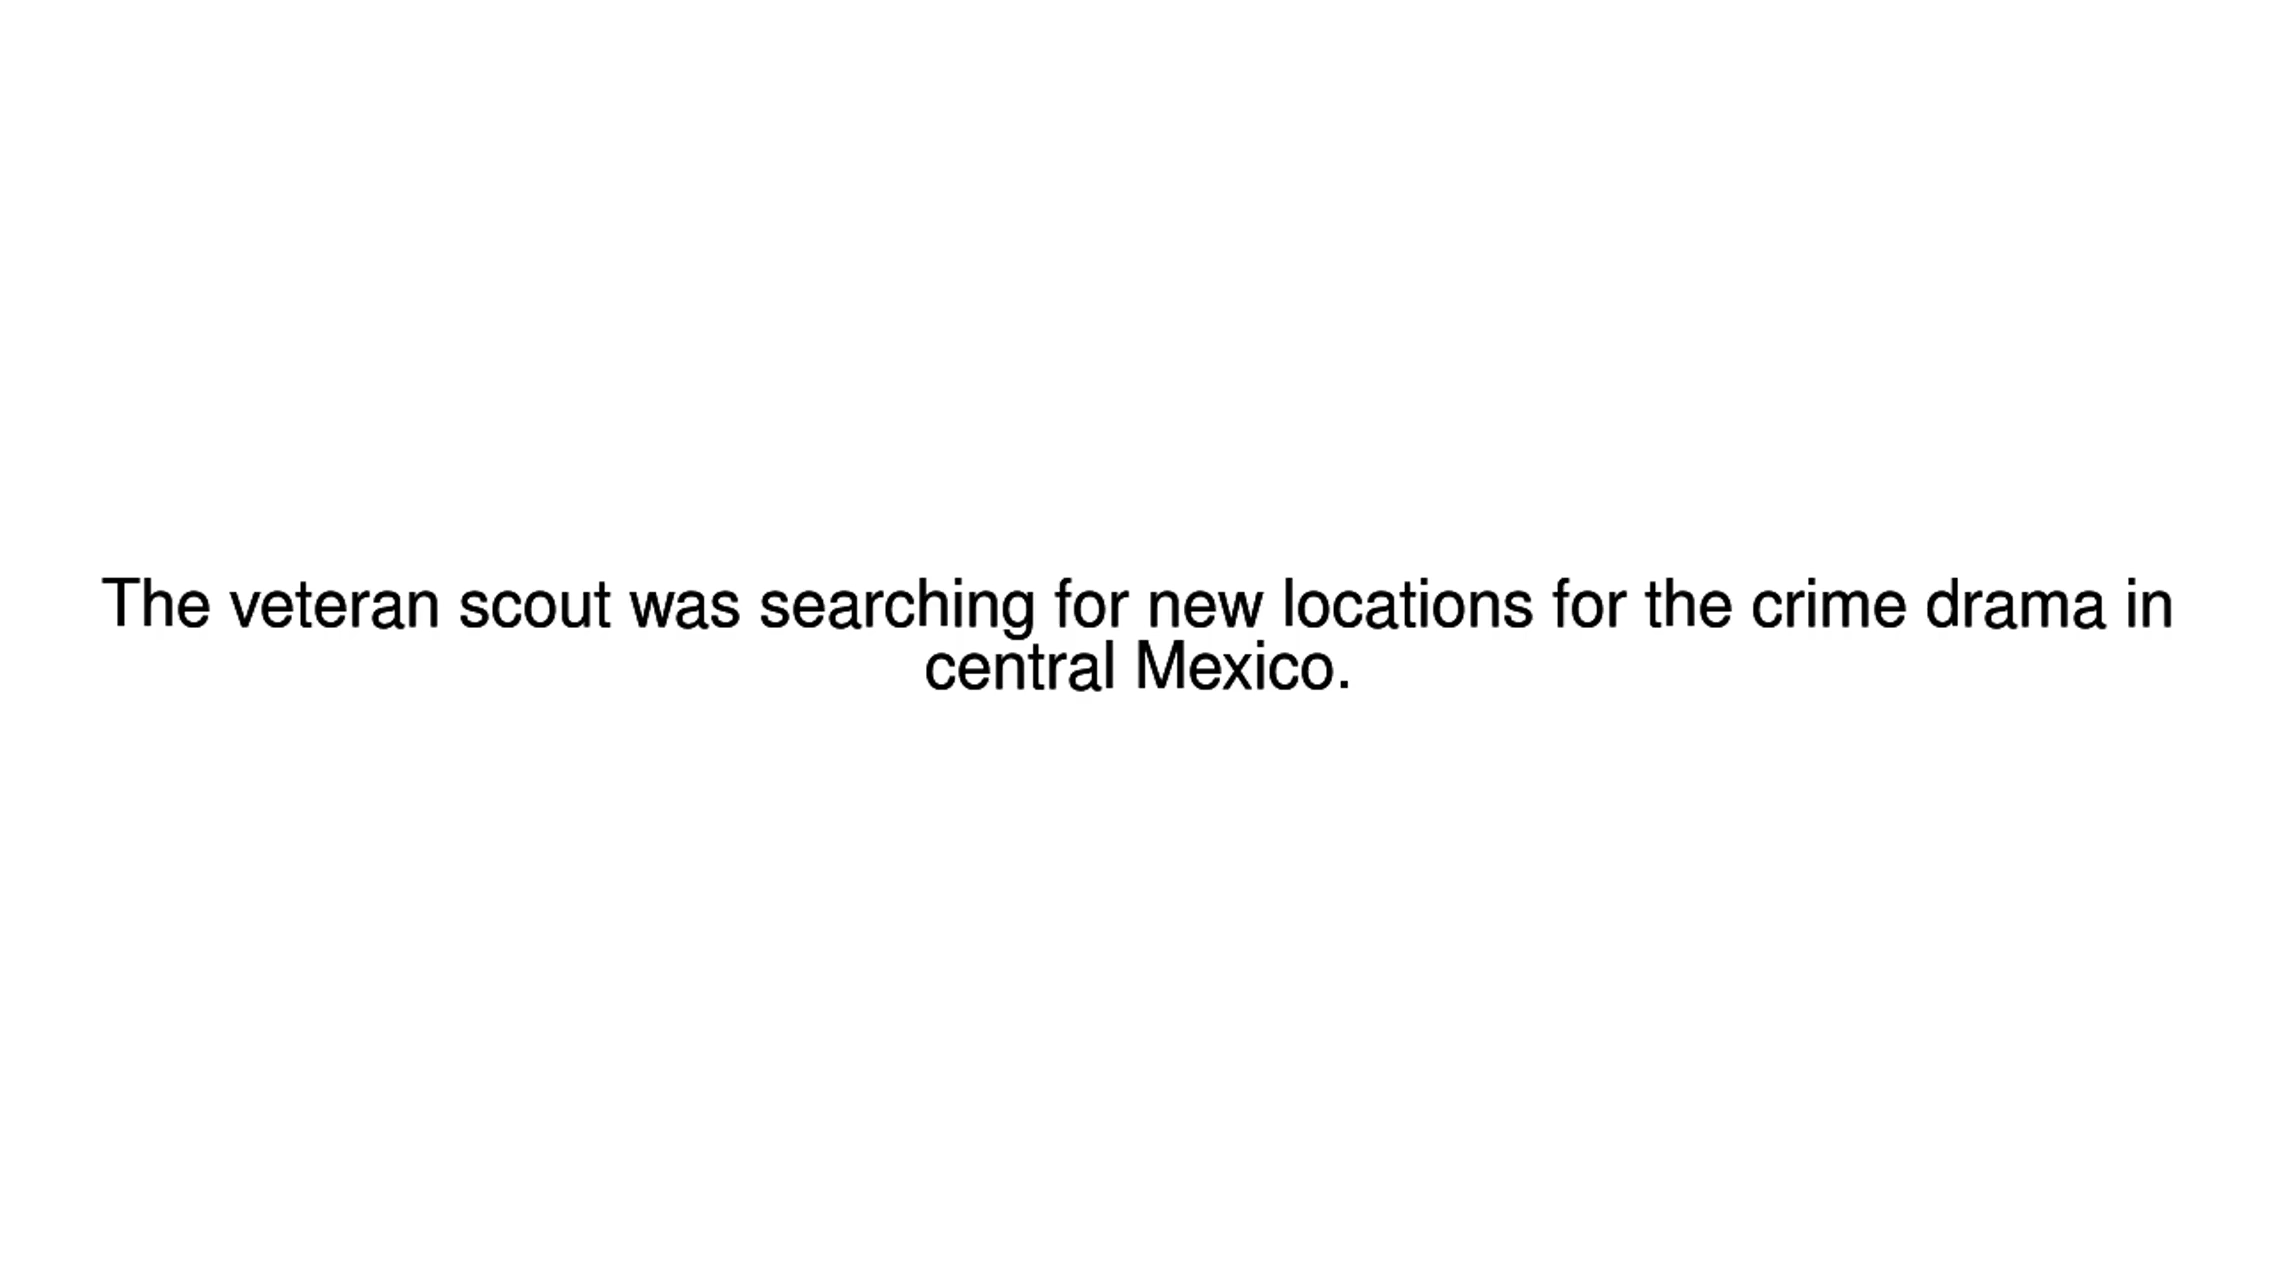 The veteran scout was searching for new locations for the crime drama in
central Mexico.